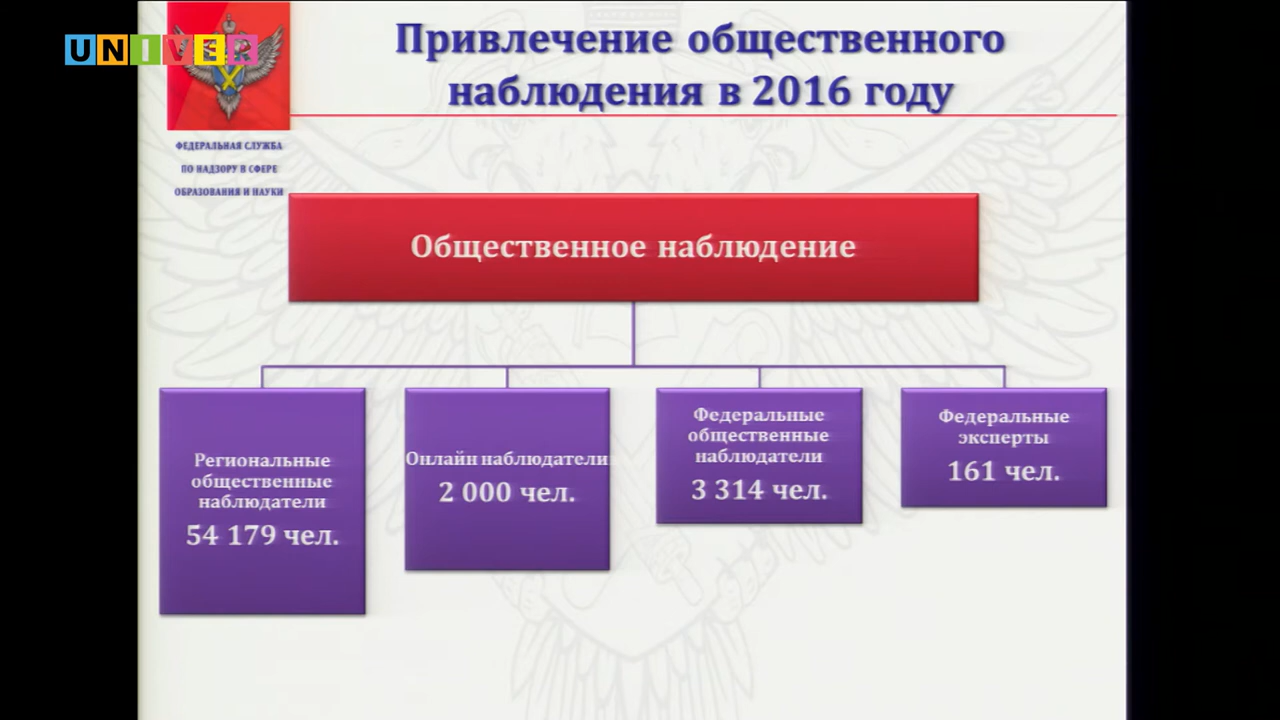 UNIVER
Привлечение общественного
наблюдения в 2016 году
ФЕДЕРАЛЬНАЯ СЛУЖБА
ПО НАДЗОРУ В СФЕРЕ
ОБРАЗОВАНИЯ И НАУКИ
Общественное наблюдение
Региональные
общественные
наблюдатели
54 179 чел.
Онлайн наблюдатели
2 000 чел.
Федеральные
общественные
наблюдатели
3 314 чел.
Федеральные
эксперты
161 чел.